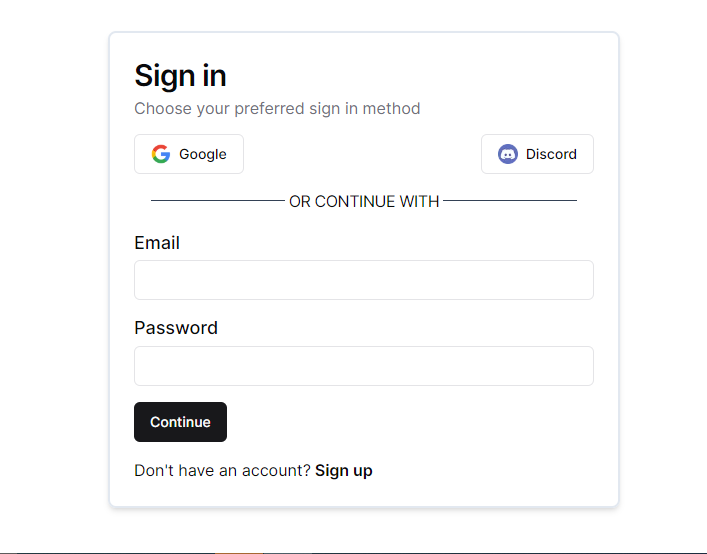 Sign in
Choose your preferred sign in method
Google
Discord
OR CONTINUE WITH
Email
Password
Continue
Don't have an account? Sign up